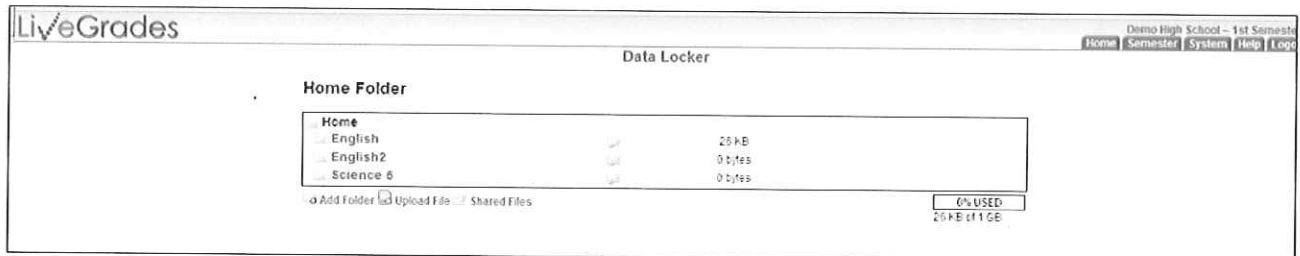 LiveGrades
Demo High School – 1st Semeste
Home Semester System Help Logo
Data Locker
Home Folder
Home
English 26 KB
English2 0 bytes
Science 6 0 bytes
Add Folder Upload File Shared Files
0% USED
26 KB of 1 GB